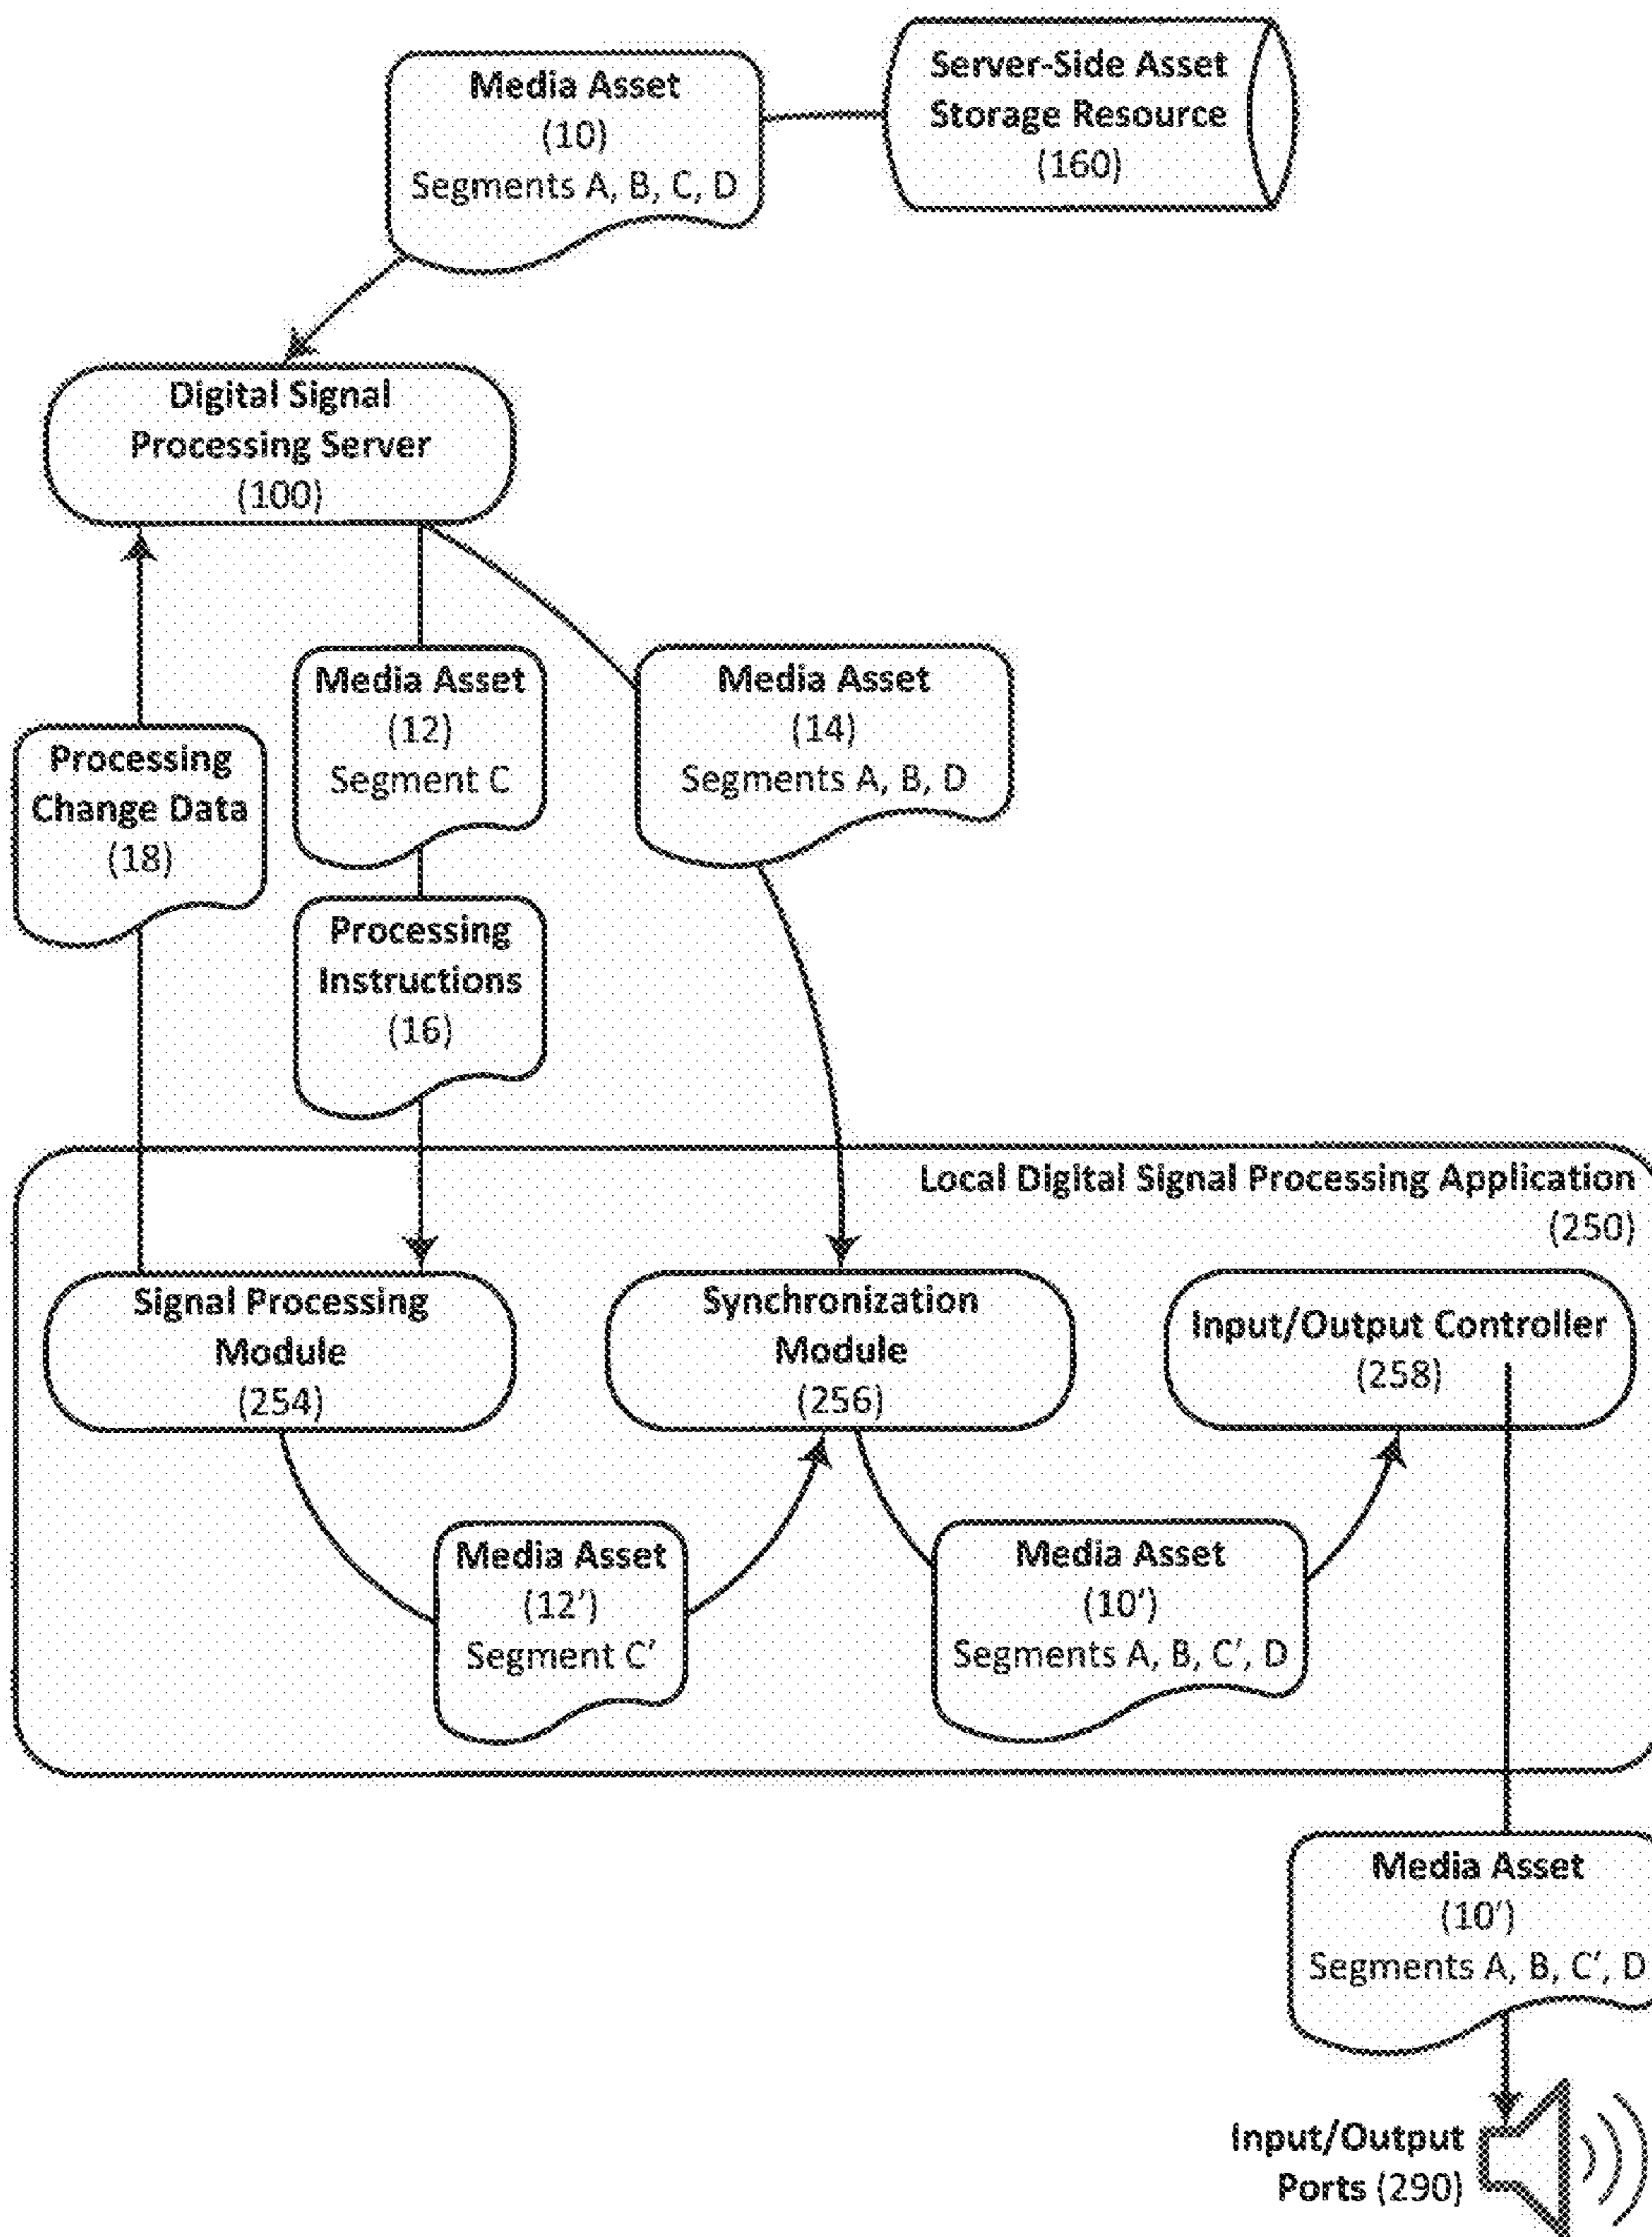 Media Asset
(10)
Segments A, B, C, D
Server-Side Asset
Storage Resource
(160)
Digital Signal
Processing Server
(100)
Processing
Change Data
(18)
Media Asset
(12)
Segment C
Media Asset
(14)
Segments A, B, D
Processing
Instructions
(16)
Local Digital Signal Processing Application
(250)
Signal Processing
Module
(254)
Synchronization
Module
(256)
Input/Output Controller
(258)
Media Asset
(12′)
Segment C′
Media Asset
(10′)
Segments A, B, C′, D
Media Asset
(10′)
Segments A, B, C′, D
Input/Output
Ports (290)